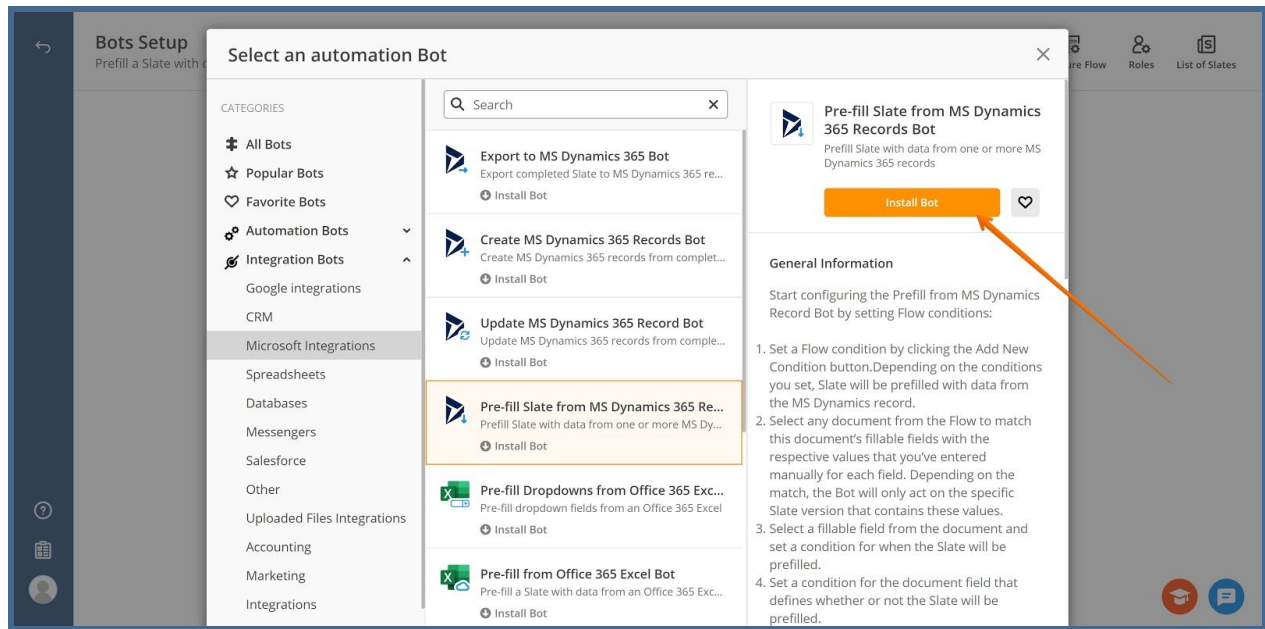 Bots Setup
Prefill a Slate with
Flow
Roles
List of Slates
Select an automation Bot
CATEGORIES
All Bots
Popular Bots
Favorite Bots
Automation Bots
Integration Bots
Google integrations
CRM
Microsoft Integrations
Spreadsheets
Databases
Messengers
Salesforce
Other
Uploaded Files Integrations
Accounting
Marketing
Integrations
Search
Export to MS Dynamics 365 Bot
Export completed Slate to MS Dynamics 365 re...
Install Bot
Create MS Dynamics 365 Records Bot
Create MS Dynamics 365 records from complet...
Install Bot
Update MS Dynamics 365 Record Bot
Update MS Dynamics 365 records from comple...
Install Bot
Pre-fill Slate from MS Dynamics 365 Re...
Prefill Slate with data from one or more MS Dy...
Install Bot
Pre-fill Dropdowns from Office 365 Exc...
Pre-fill dropdown fields from an Office 365 Excel
Install Bot
Pre-fill from Office 365 Excel Bot
Pre-fill a Slate with data from an Office 365 Exc...
Install Bot
Pre-fill Slate from MS Dynamics
365 Records Bot
Prefill Slate with data from one or more MS
Dynamics 365 records
Install Bot
General Information
Start configuring the Prefill from MS Dynamics
Record Bot by setting Flow conditions:
1. Set a Flow condition by clicking the Add New
Condition button.Depending on the conditions
you set, Slate will be prefilled with data from
the MS Dynamics record.
2. Select any document from the Flow to match
this document's fillable fields with the
respective values that you've entered
manually for each field. Depending on the
match, the Bot will only act on the specific
Slate version that contains these values.
3. Select a fillable field from the document and
set a condition for when the Slate will be
prefilled.
4. Set a condition for the document field that
defines whether or not the Slate will be
prefilled.